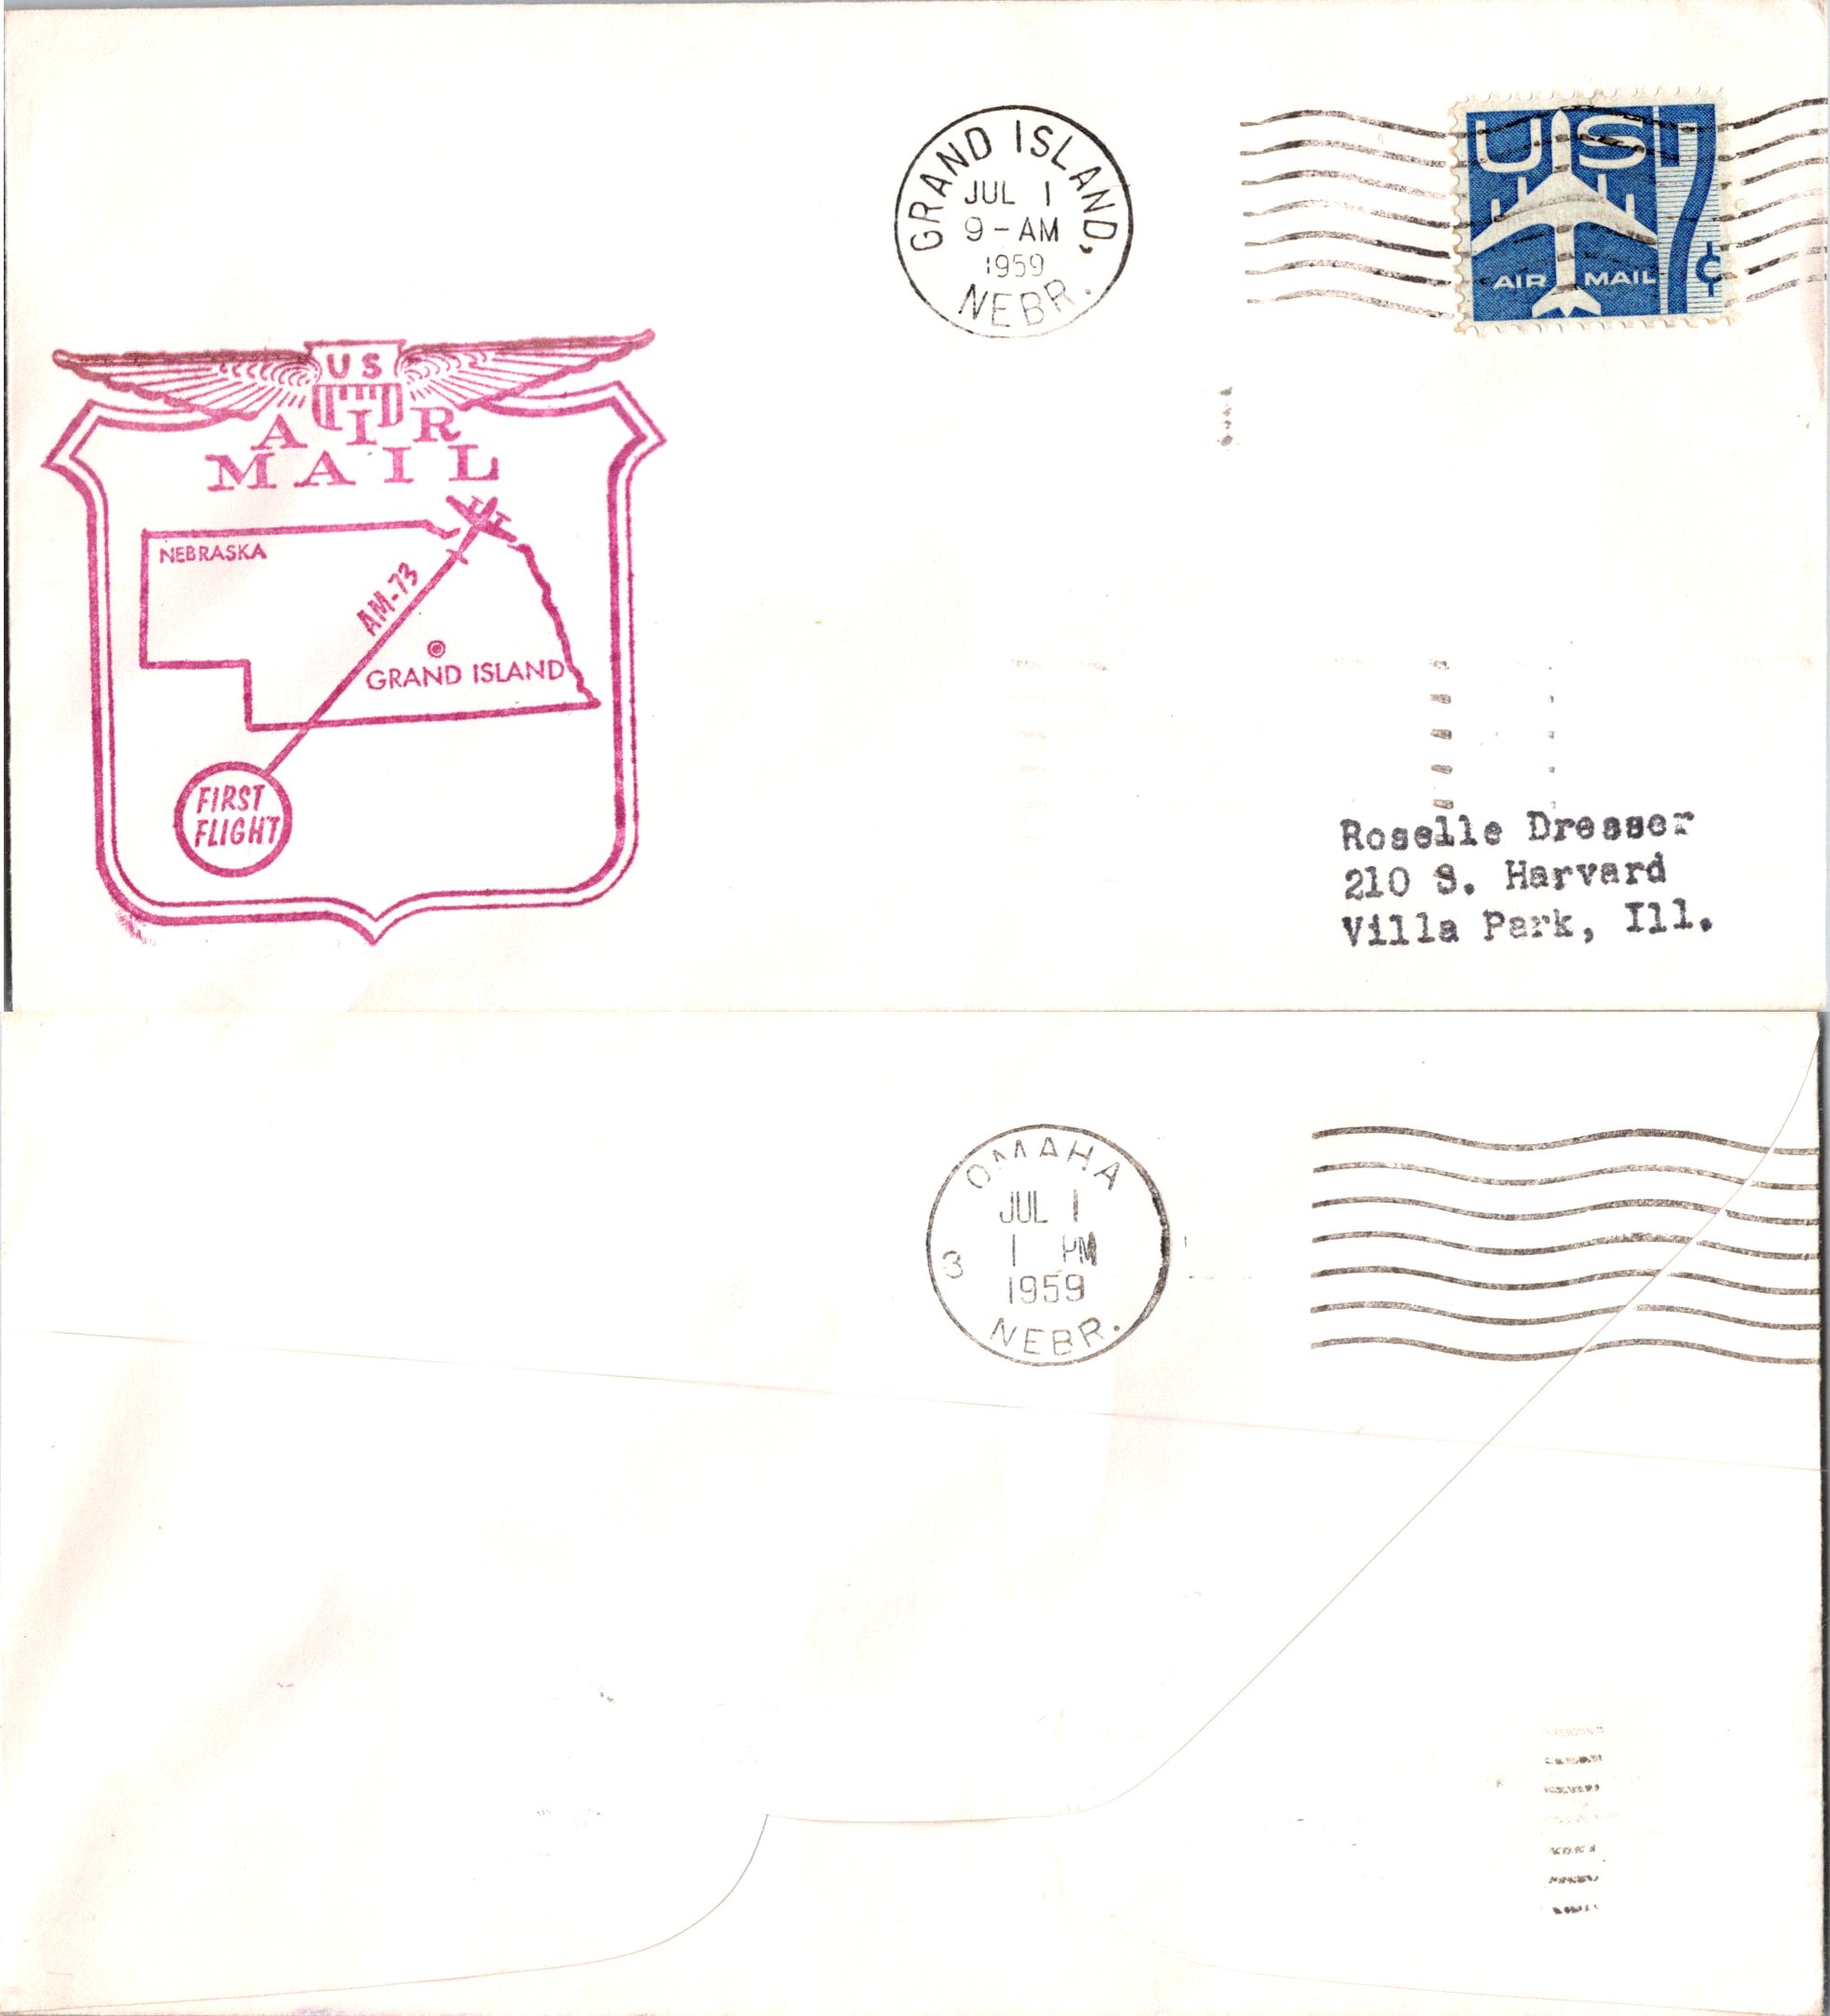 GRAND ISLAND,
JUL 1
9-AM
1959
NEBR.
US
AIR MAIL
7¢
US
AIR
MAIL
NEBRASKA
AM-73
GRAND ISLAND
FIRST
FLIGHT
Roselle Dresser
210 S. Harvard
Villa Park, Ill.
OMAHA
JUL 1
3 1 PM
1959
NEBR.